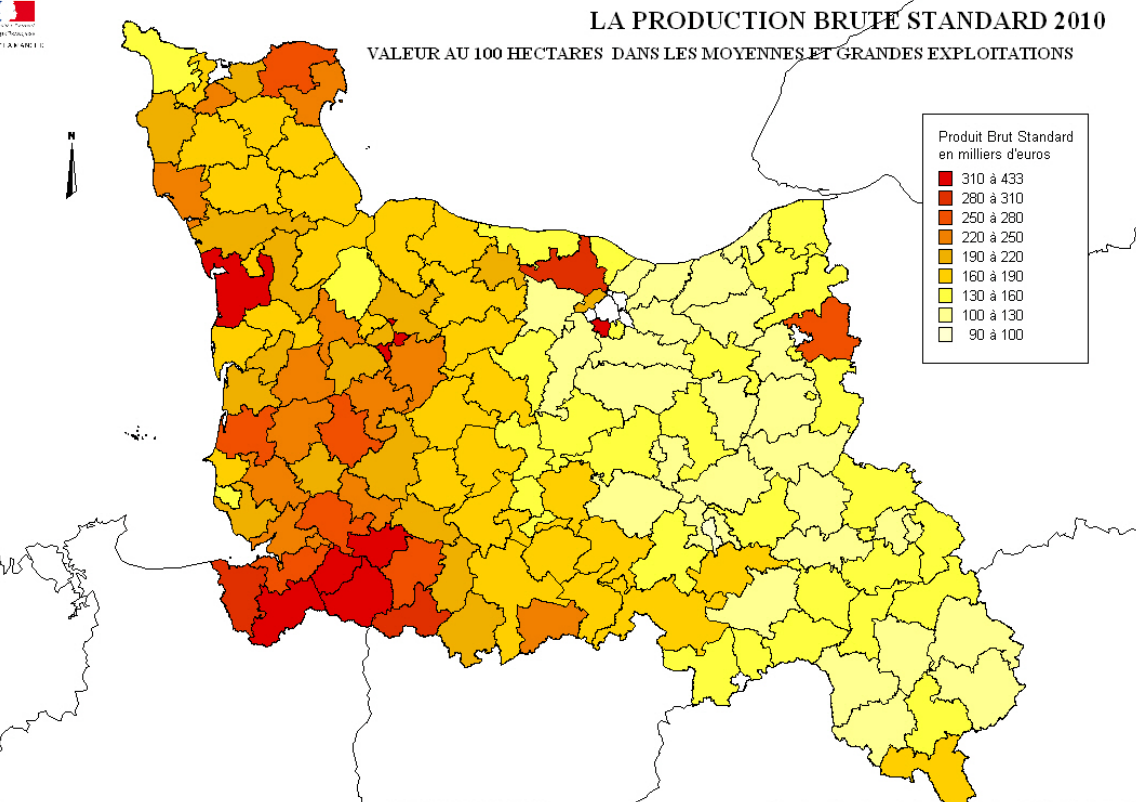 LA PRODUCTION BRUTE STANDARD 2010
VALEUR AU 100 HECTARES DANS LES MOYENNES ET GRANDES EXPLOITATIONS
N
Produit Brut Standard
en milliers d'euros
310 à 433
280 à 310
250 à 280
220 à 250
190 à 220
160 à 190
130 à 160
100 à 130
90 à 100